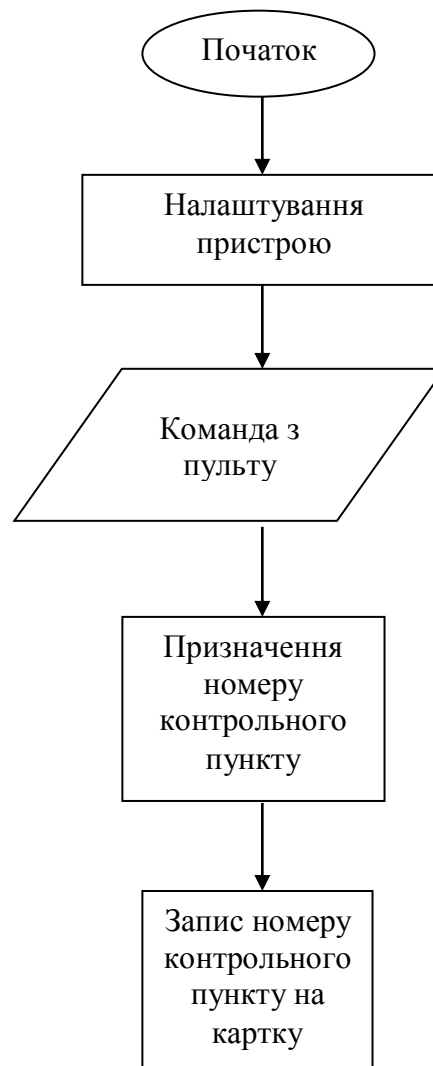 Початок
Налаштування
пристрою
Команда з
пульту
Призначення
номеру
контрольного
пункту
Запис номеру
контрольного
пункту на
картку